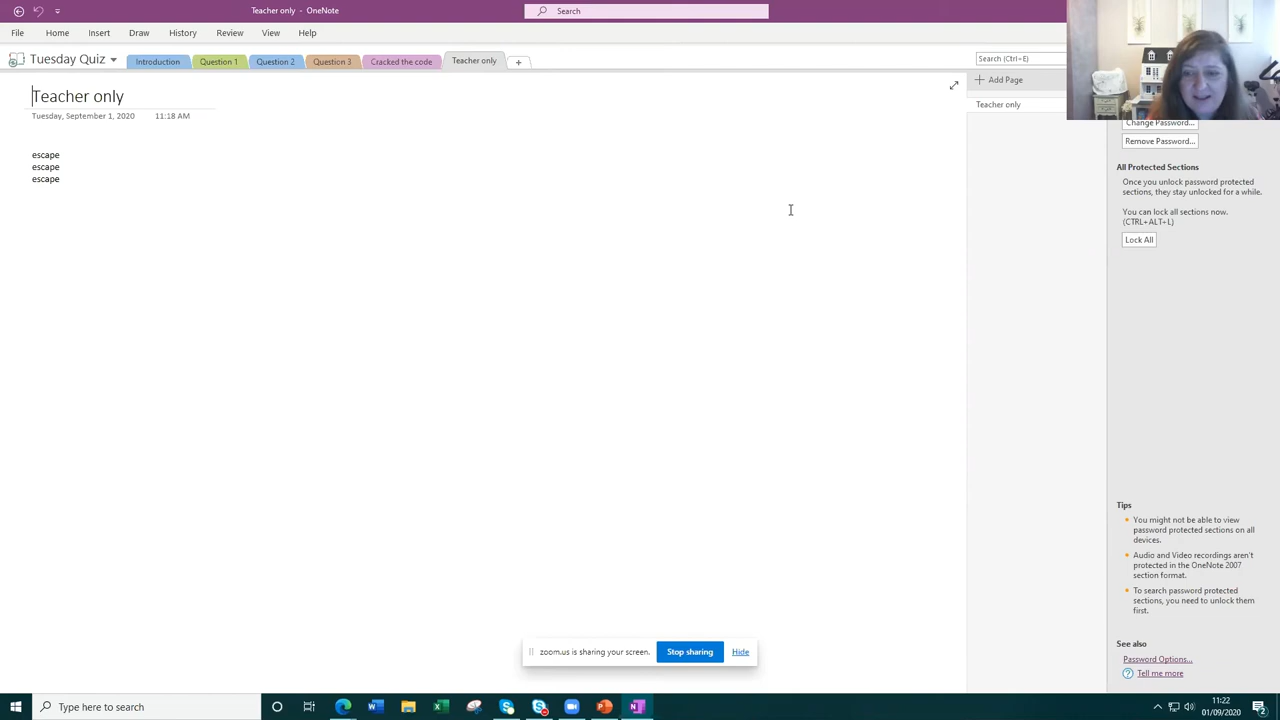 Teacher only - OneNote
Search
File Home Insert Draw History Review View Help
Tuesday Quiz Introduction Question 1 Question 2 Question 3 Cracked the code Teacher only
Search (Ctrl+E)
Add Page
Teacher only
Teacher only
Tuesday, September 1, 2020 11:18 AM
escape
escape
escape
Change Password...
Remove Password...
All Protected Sections
Once you unlock password protected
sections, they stay unlocked for a while.
You can lock all sections now.
(CTRL+ALT+L)
Lock All
Tips
You might not be able to view
password protected sections on all
devices.
Audio and Video recordings aren't
protected in the OneNote 2007
section format.
To search password protected
sections, you need to unlock them
first.
See also
Password Options...
Tell me more
zoom.us is sharing your screen. Stop sharing Hide
Type here to search
11:22
01/09/2020
2